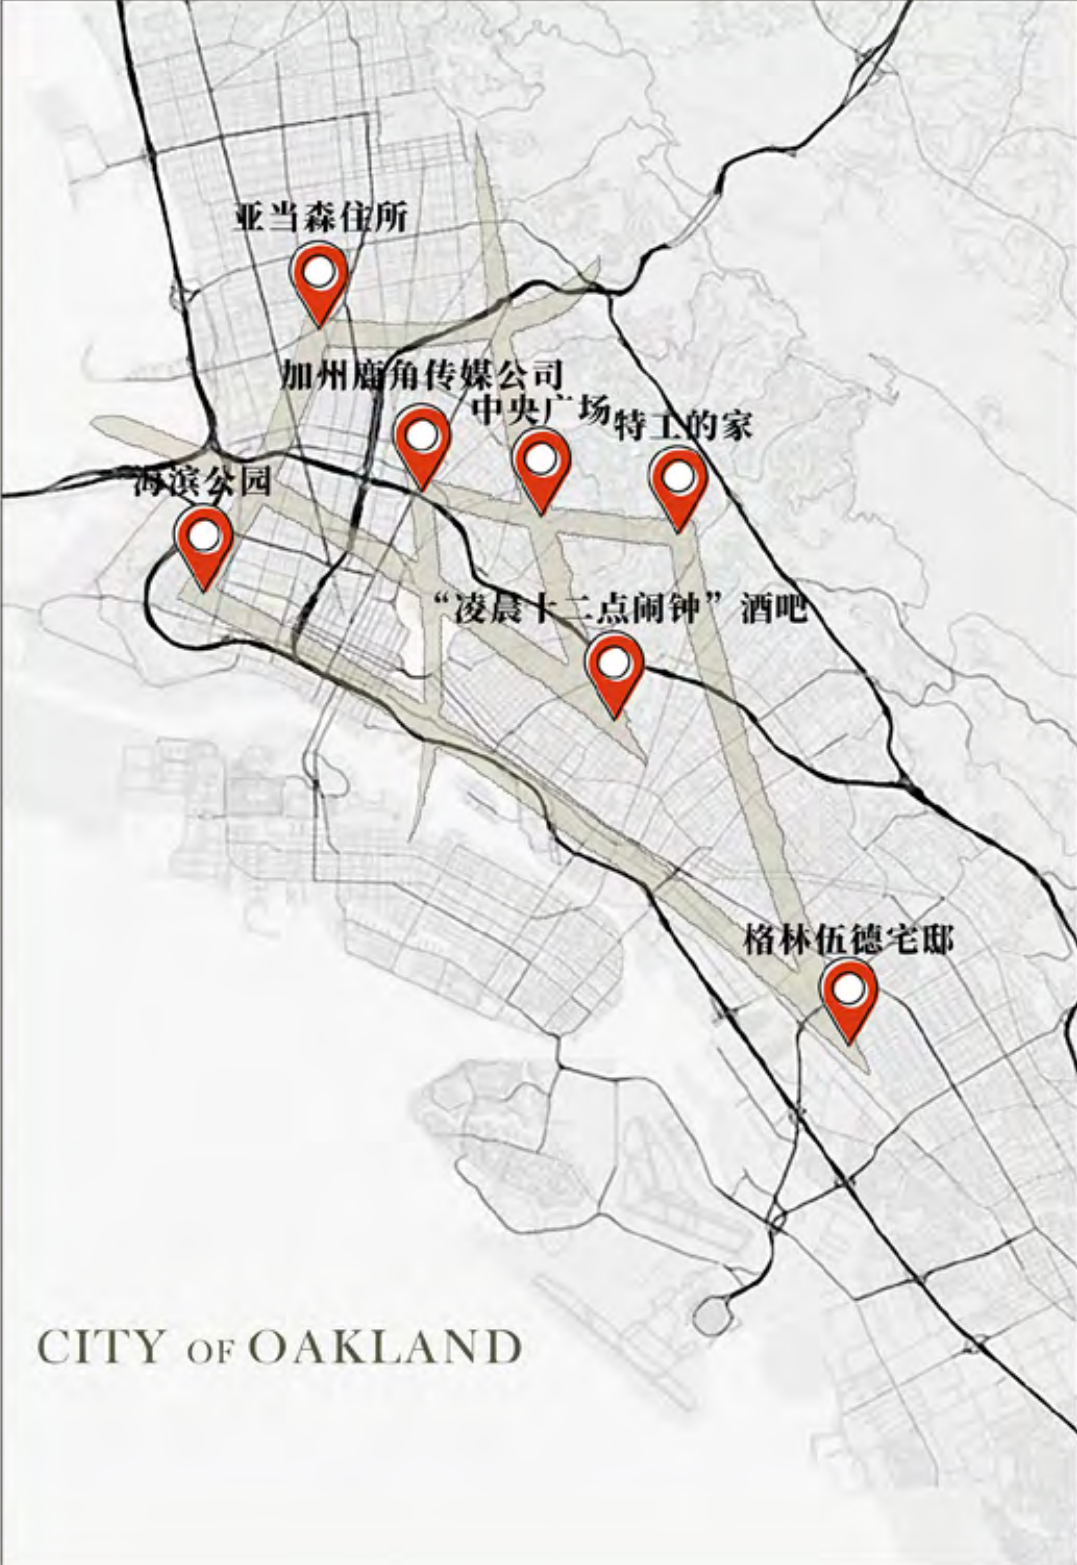 亚当森住所
加州鹿角传媒公司
中央广场
特工的家
海滨公园
“凌晨十二点闹钟”酒吧
格林伍德宅邸
CITY OF OAKLAND